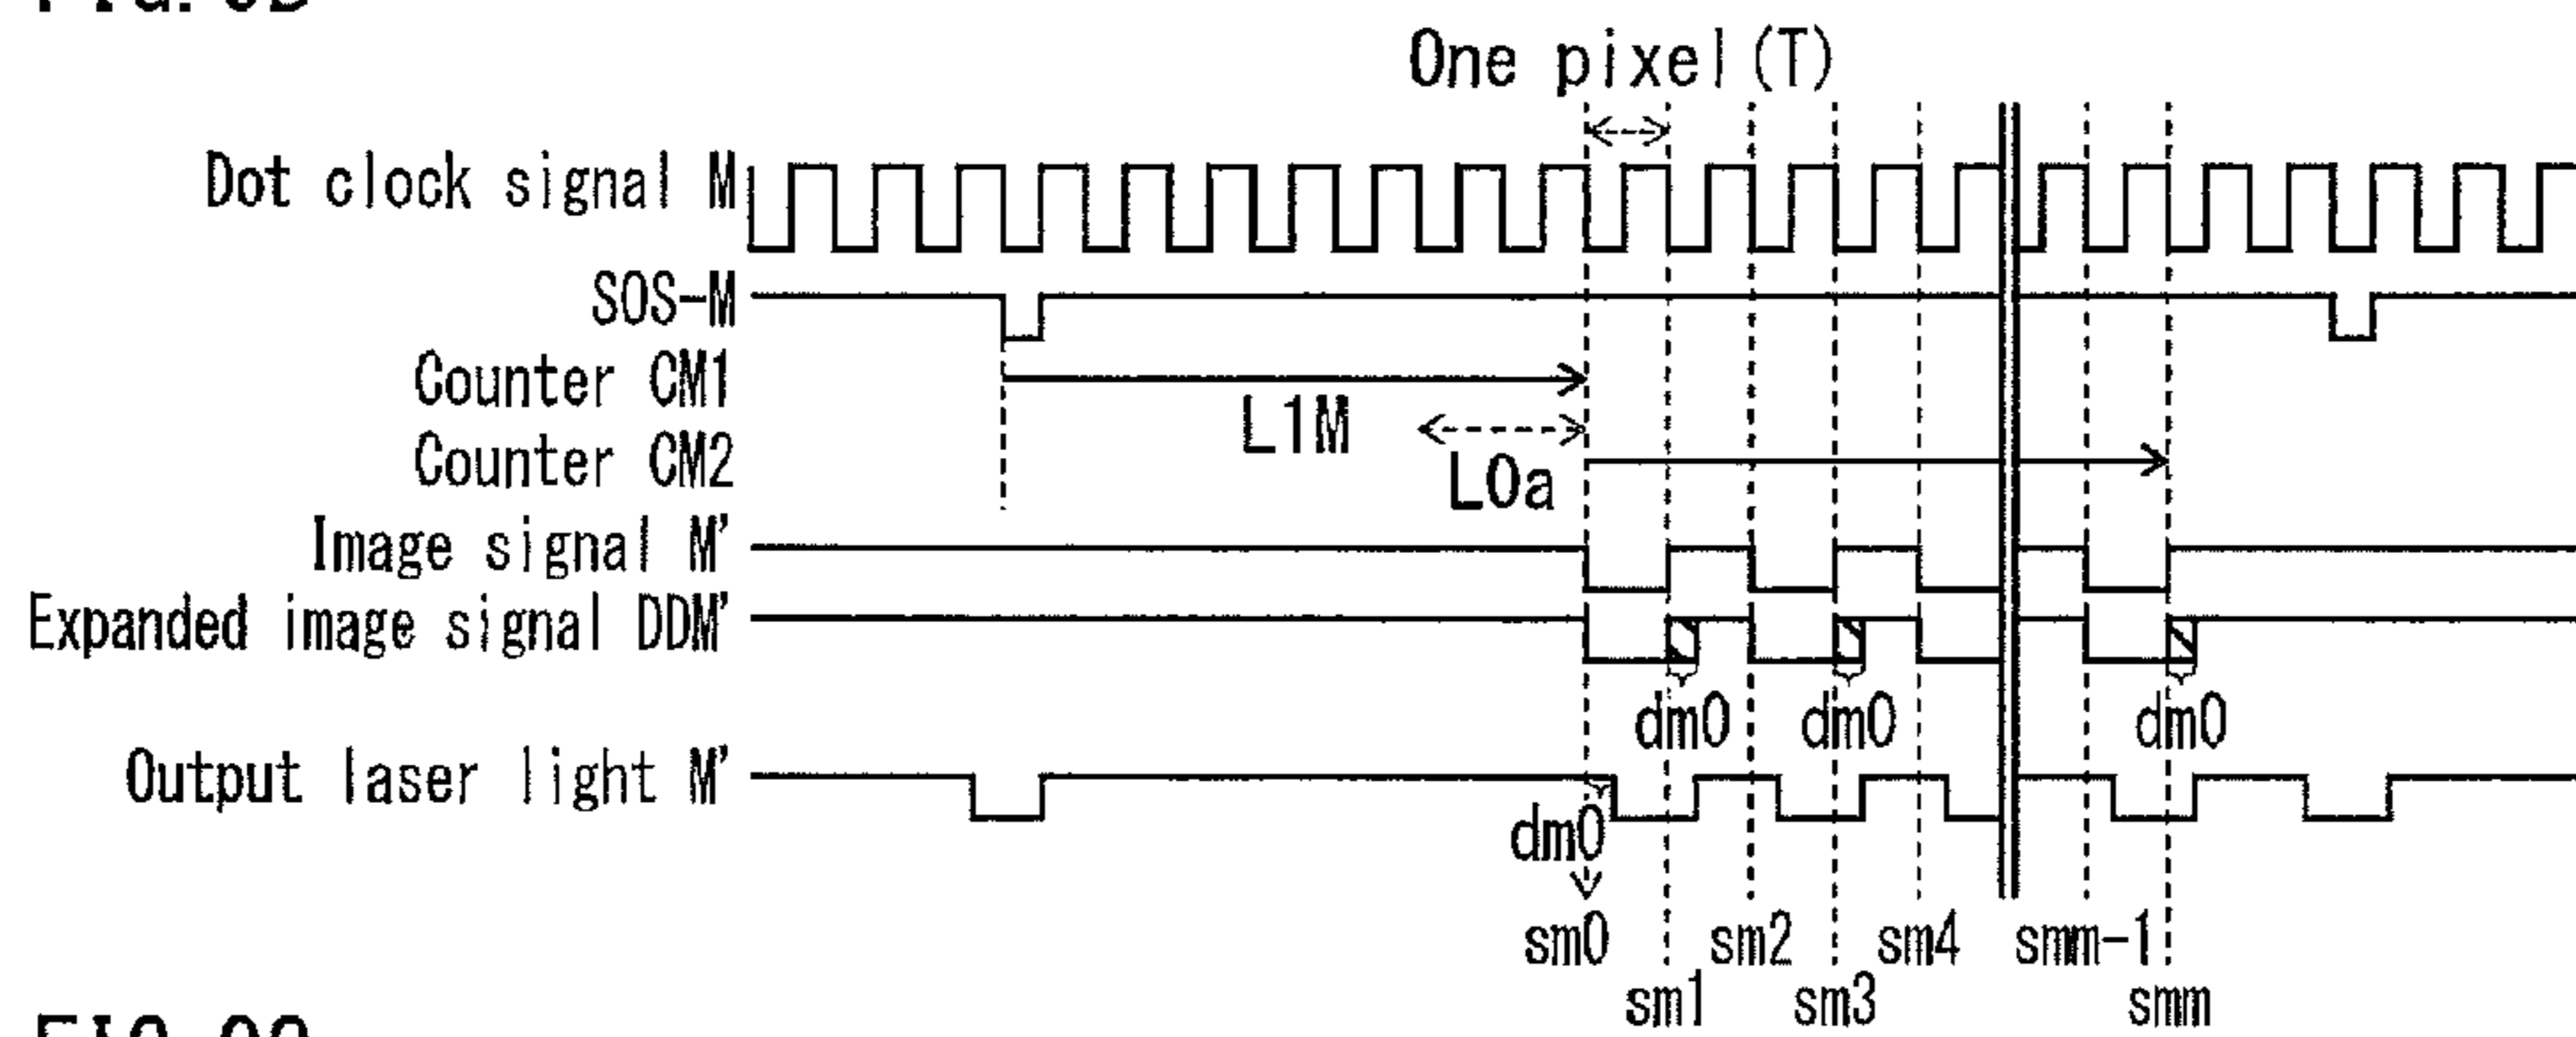 One pixel(T)
Dot clock signal M
SOS-M
Counter CM1
L1M
Counter CM2
L0a
Image signal M'
Expanded image signal DDM'
dm0 dm0 dm0
Output laser light M'
dm0
sm0 sm2 sm4 smm-1
sm1 sm3 smm